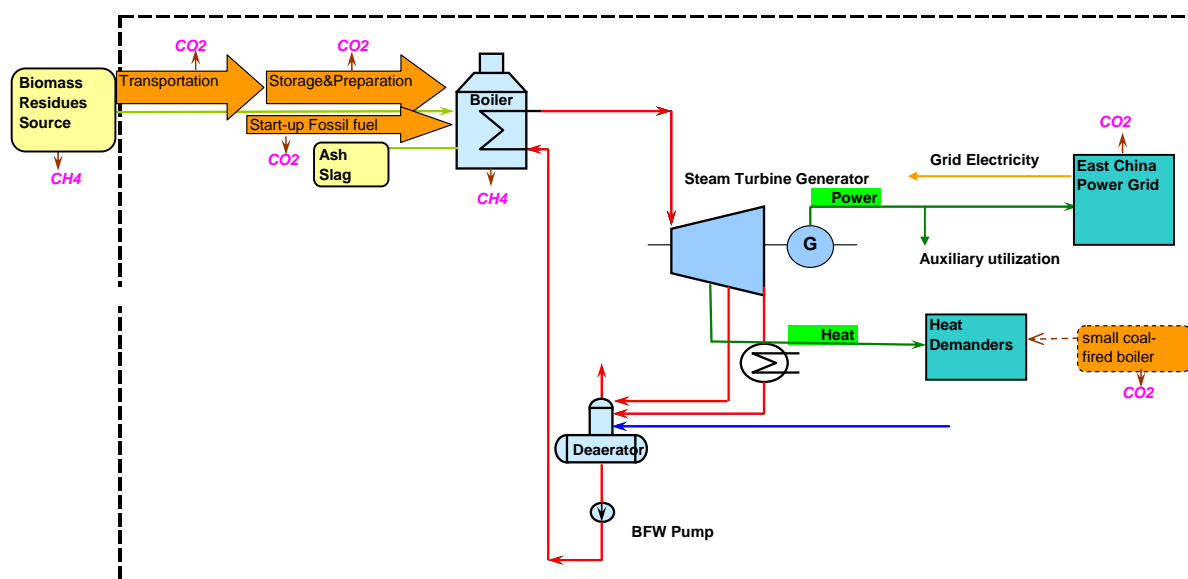 CO2
CO2
Biomass
Residues
Source
Transportation
Storage&Preparation
Boiler
Start-up Fossil fuel
CO2
Ash
Slag
CH4
CH4
CO2
Grid Electricity
East China
Power Grid
Steam Turbine Generator
Power
G
Auxiliary utilization
Heat
Heat
Demanders
small coal-
fired boiler
CO2
Deaerator
BFW Pump